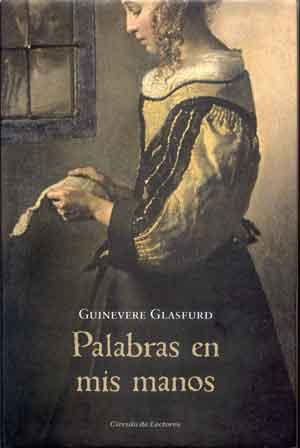 GUINEVERE GLASFURD
Palabras en
mis manos
Círculo de Lectores